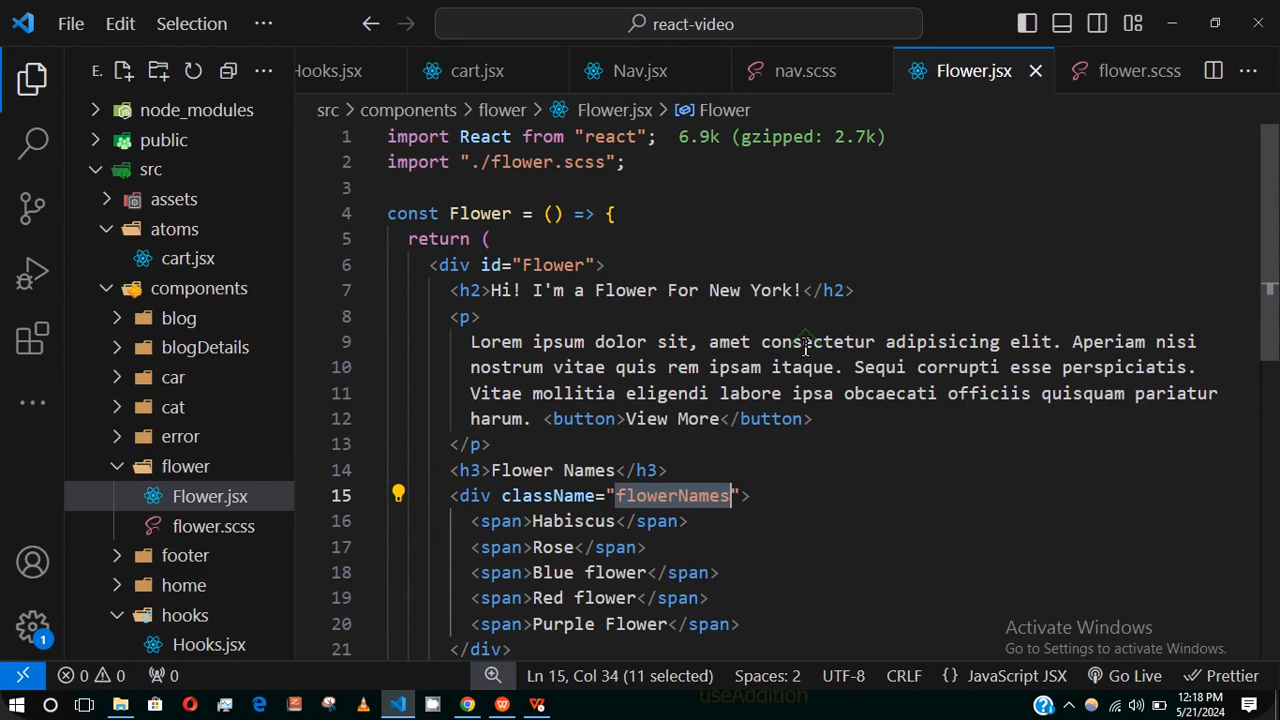 File Edit Selection ··· react-video
E. Hooks.jsx cart.jsx Nav.jsx nav.scss Flower.jsx flower.scss
node_modules
public
src
assets
atoms
cart.jsx
components
blog
blogDetails
car
cat
error
flower
Flower.jsx
flower.scss
footer
home
hooks
Hooks.jsx
src > components > flower > Flower.jsx > Flower
1 import React from "react"; 6.9k (gzipped: 2.7k)
2 import "./flower.scss";
3
4 const Flower = () => {
5 return (
6 <div id="Flower">
7 <h2>Hi! I'm a Flower For New York!</h2>
8 <p>
9 Lorem ipsum dolor sit, amet consectetur adipisicing elit. Aperiam nisi
10 nostrum vitae quis rem ipsam itaque. Sequi corrupti esse perspiciatis.
11 Vitae mollitia eligendi labore ipsa obcaecati officiis quisquam pariatur
12 harum. <button>View More</button>
13 </p>
14 <h3>Flower Names</h3>
15 <div className="flowerNames">
16 <span>Habiscus</span>
17 <span>Rose</span>
18 <span>Blue flower</span>
19 <span>Red flower</span>
20 <span>Purple Flower</span>
21 </div>
Activate Windows
Go to Settings to activate Windows.
1
0 0 0 Ln 15, Col 34 (11 selected) Spaces: 2 UTF-8 CRLF {} JavaScript JSX Go Live Prettier
useAddition
12:18 PM
5/21/2024